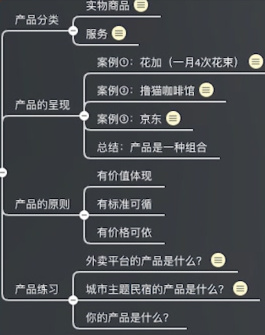 产品分类
实物商品
服务
产品的呈现
案例①：花加（一月4次花束）
案例②：撸猫咖啡馆
案例③：京东
总结：产品是一种组合
产品的原则
有价值体现
有标准可循
有价格可依
产品练习
外卖平台的产品是什么？
城市主题民宿的产品是什么？
你的产品是什么？